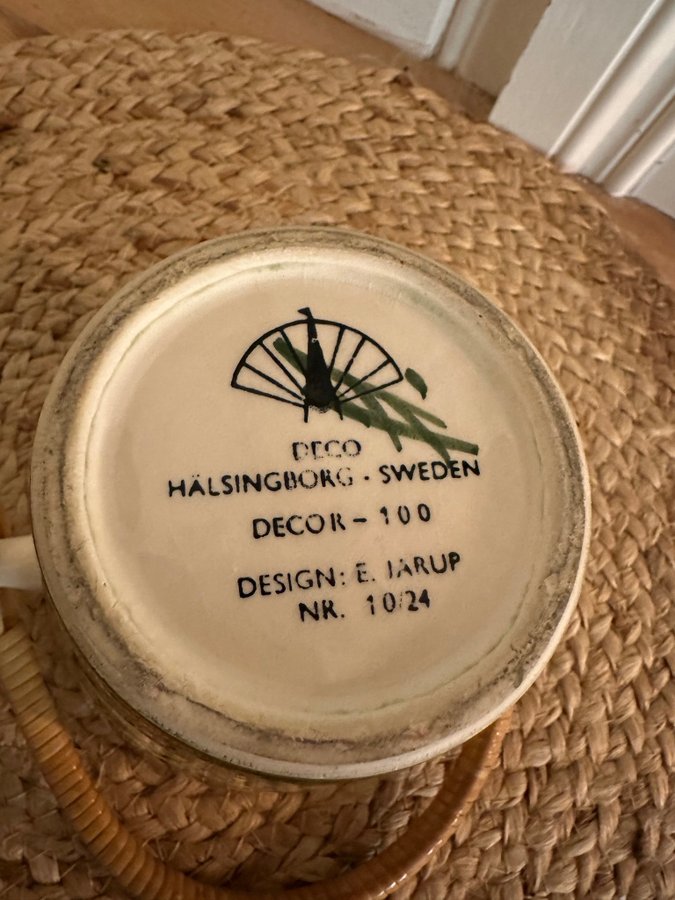 DECO
HÄLSINGBORG - SWEDEN
DECOR - 100
DESIGN: E. JARUP
NR. 10/24